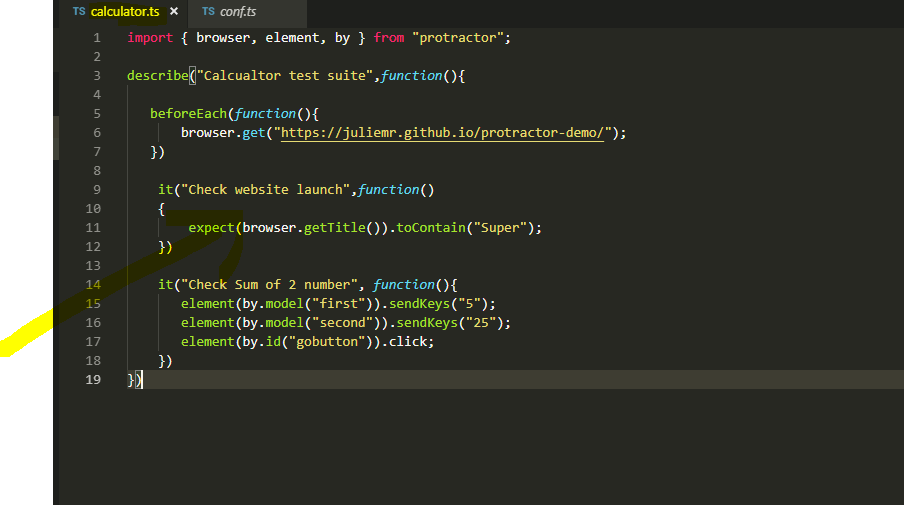 TS calculator.ts × TS conf.ts
1 import { browser, element, by } from "protractor";
2
3 describe("Calcualtor test suite",function(){
4
5 beforeEach(function(){
6 browser.get("https://juliemr.github.io/protractor-demo/");
7 })
8
9 it("Check website launch",function()
10 {
11 expect(browser.getTitle()).toContain("Super");
12 })
13
14 it("Check Sum of 2 number", function(){
15 element(by.model("first")).sendKeys("5");
16 element(by.model("second")).sendKeys("25");
17 element(by.id("gobutton")).click;
18 })
19 })